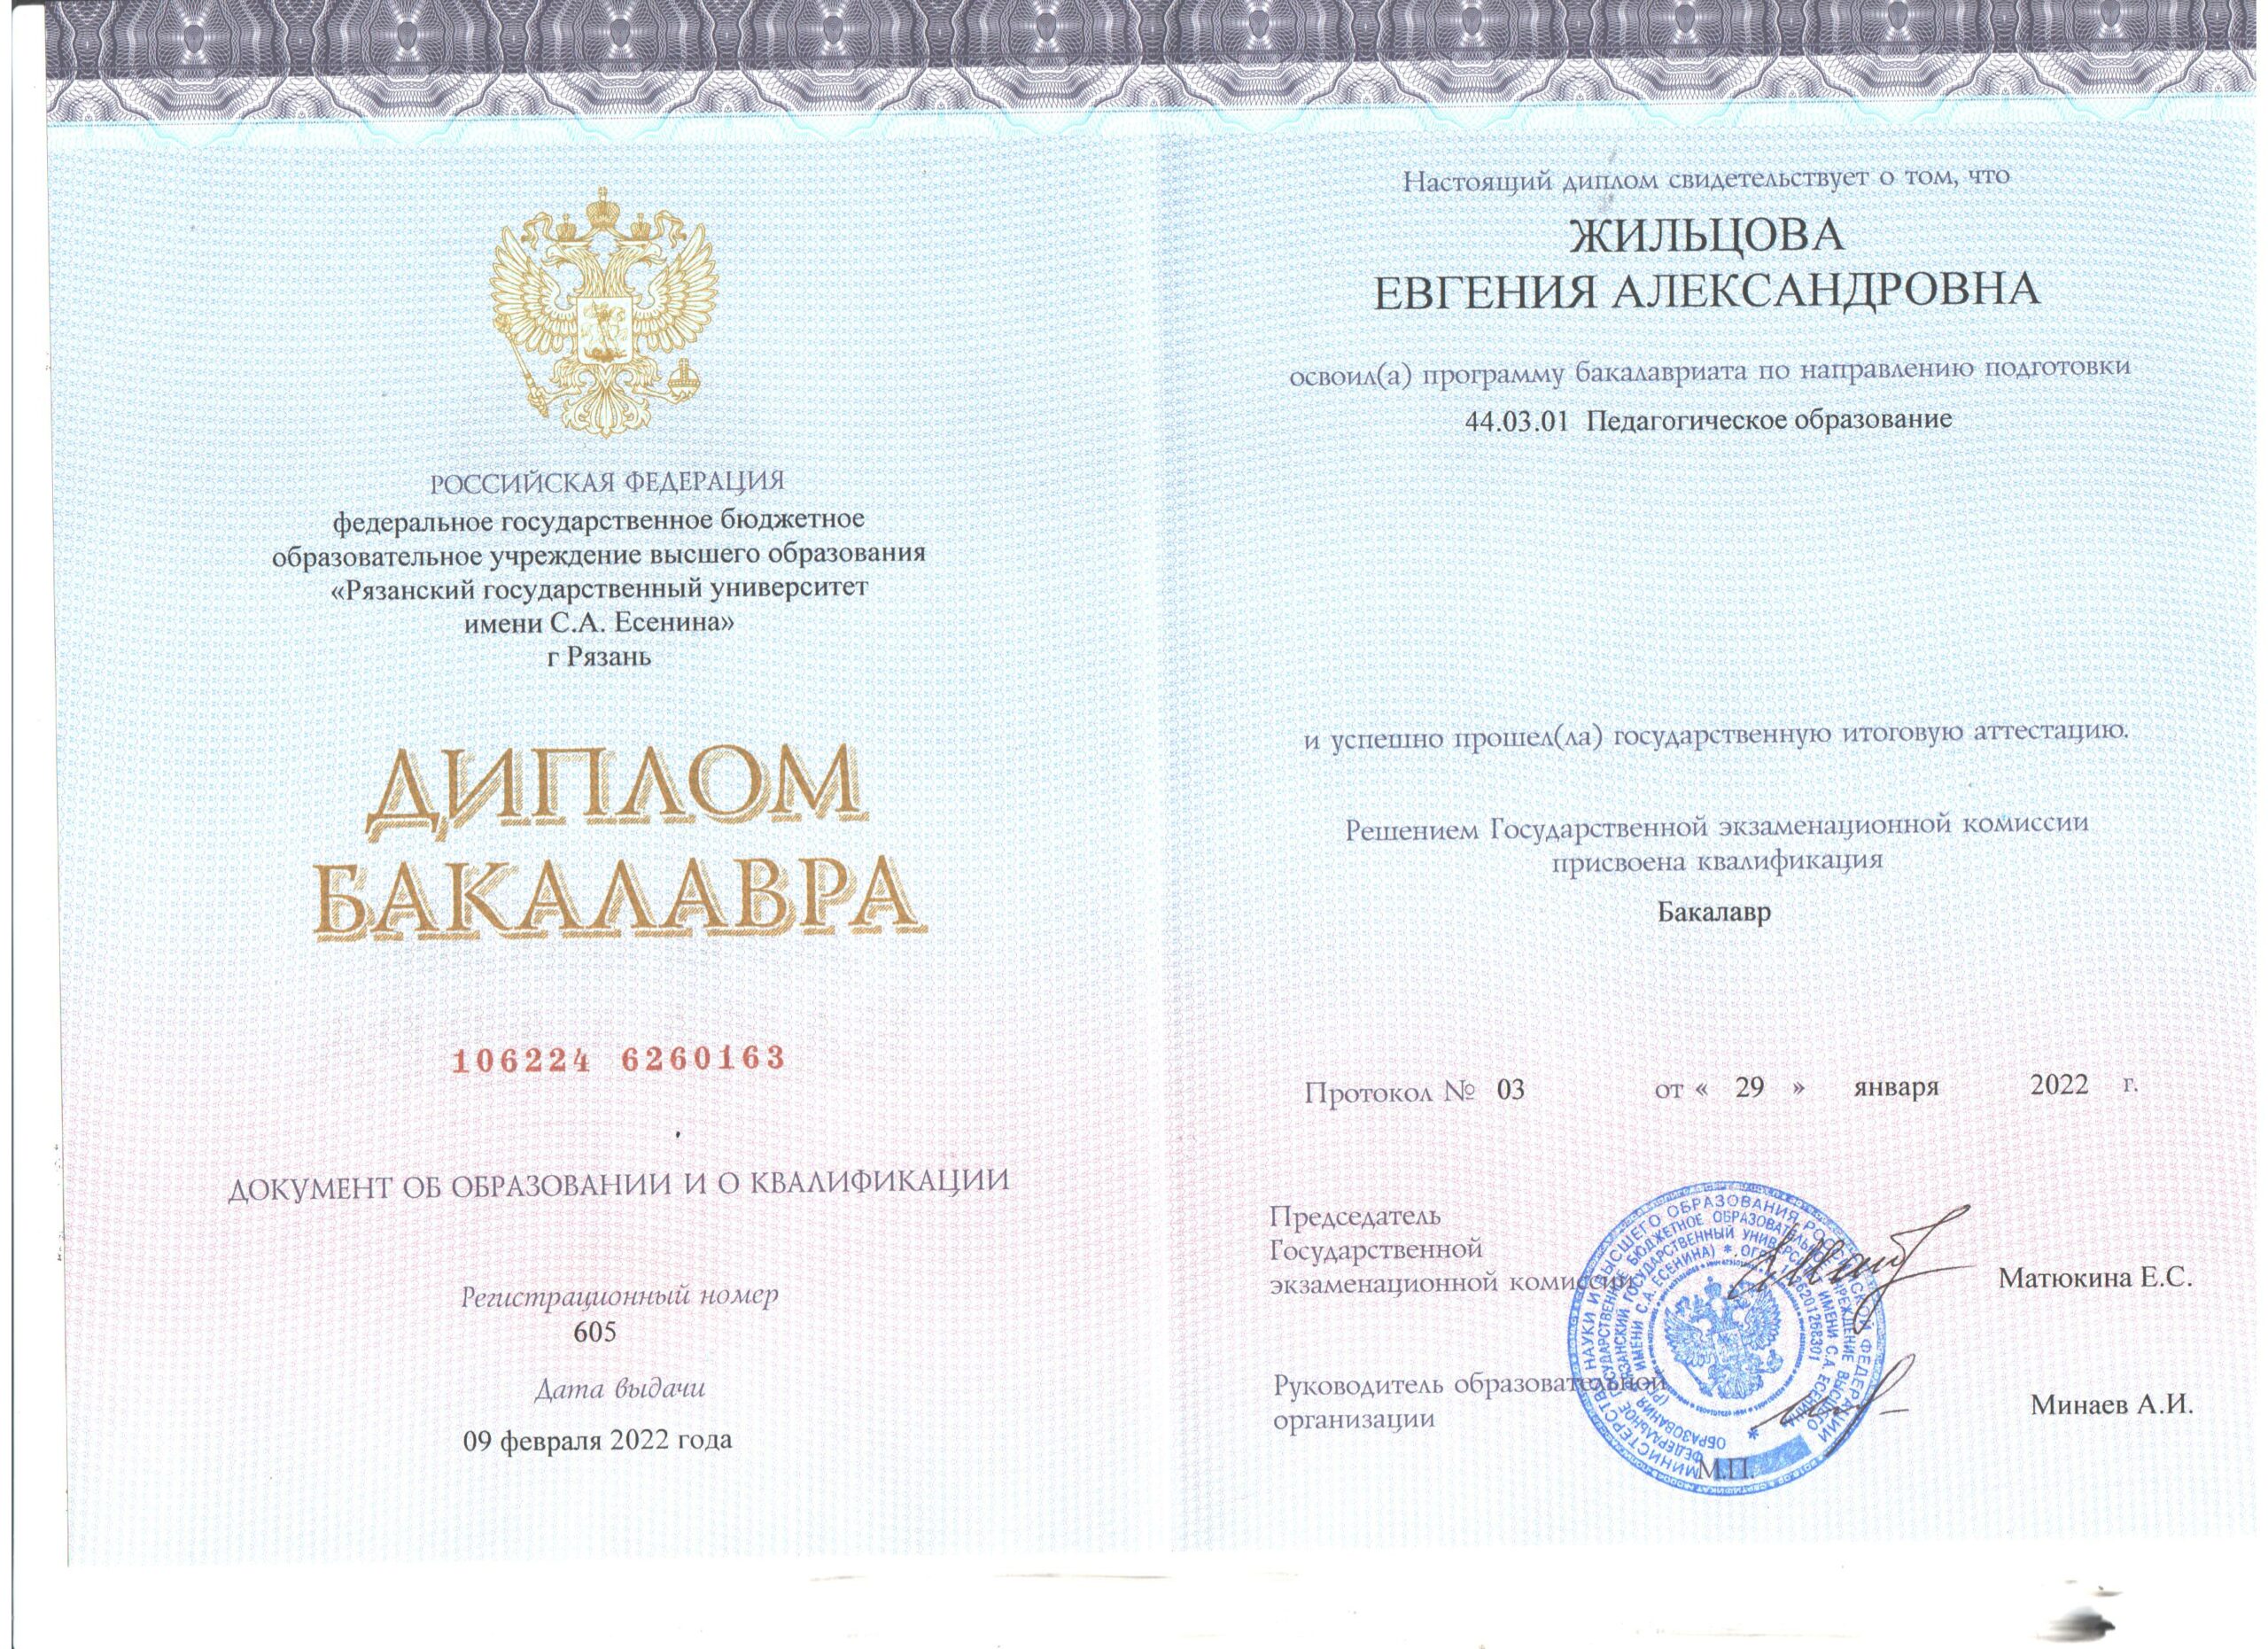 РОССИЙСКАЯ ФЕДЕРАЦИЯ
федеральное государственное бюджетное
образовательное учреждение высшего образования
«Рязанский государственный университет
имени С.А. Есенина»
г Рязань
ДИПЛОМ
БАКАЛАВРА
106224 6260163
ДОКУМЕНТ ОБ ОБРАЗОВАНИИ И О КВАЛИФИКАЦИИ
Регистрационный номер
605
Дата выдачи
09 февраля 2022 года
Настоящий диплом свидетельствует о том, что
ЖИЛЬЦОВА
ЕВГЕНИЯ АЛЕКСАНДРОВНА
освоил(а) программу бакалавриата по направлению подготовки
44.03.01 Педагогическое образование
и успешно прошел(ла) государственную итоговую аттестацию.
Решением Государственной экзаменационной комиссии
присвоена квалификация
Бакалавр
Протокол № 03 от « 29 » января 2022 г.
Председатель
Государственной
экзаменационной комиссии
Матюкина Е.С.
Руководитель образовательной
организации
Минаев А.И.
М.П.